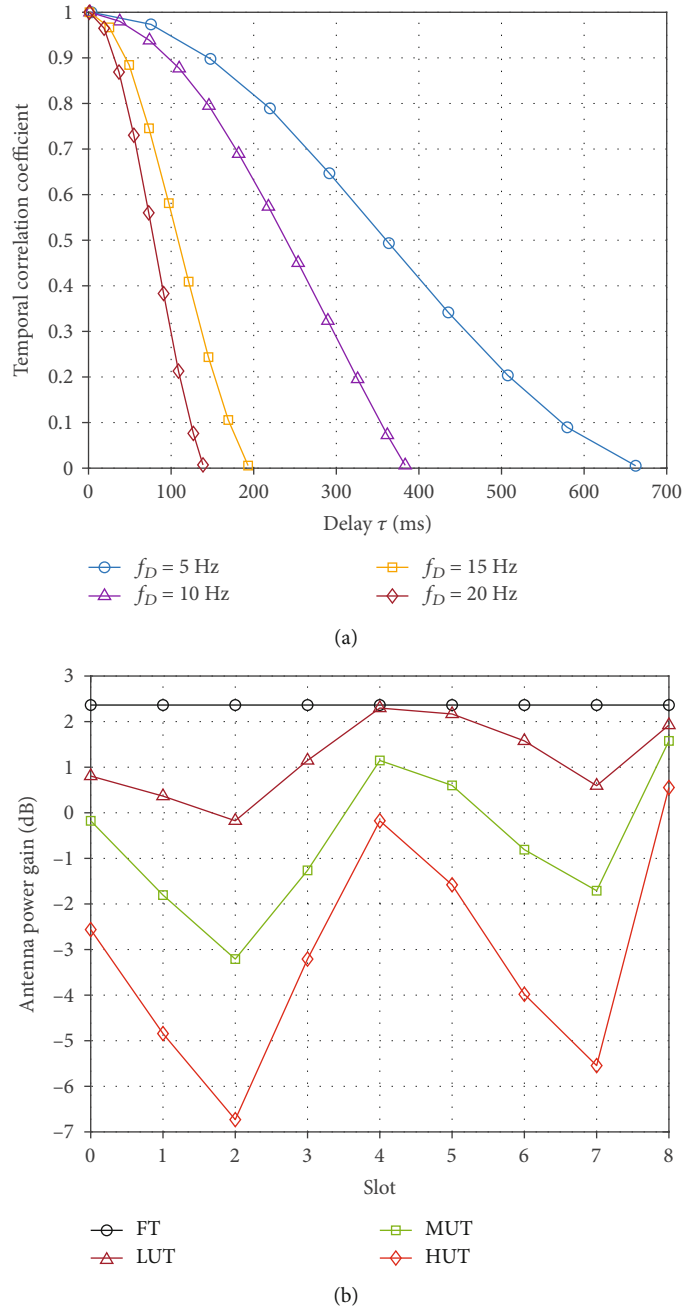 1
0.9
0.8
0.7
0.6
0.5
0.4
0.3
0.2
0.1
0
Temporal correlation coefficient
0 100 200 300 400 500 600 700
Delay τ (ms)
f_D = 5 Hz f_D = 15 Hz
f_D = 10 Hz f_D = 20 Hz
(a)
3
2
1
0
–1
–2
–3
–4
–5
–6
–7
Antenna power gain (dB)
0 1 2 3 4 5 6 7 8
Slot
FT MUT
LUT HUT
(b)